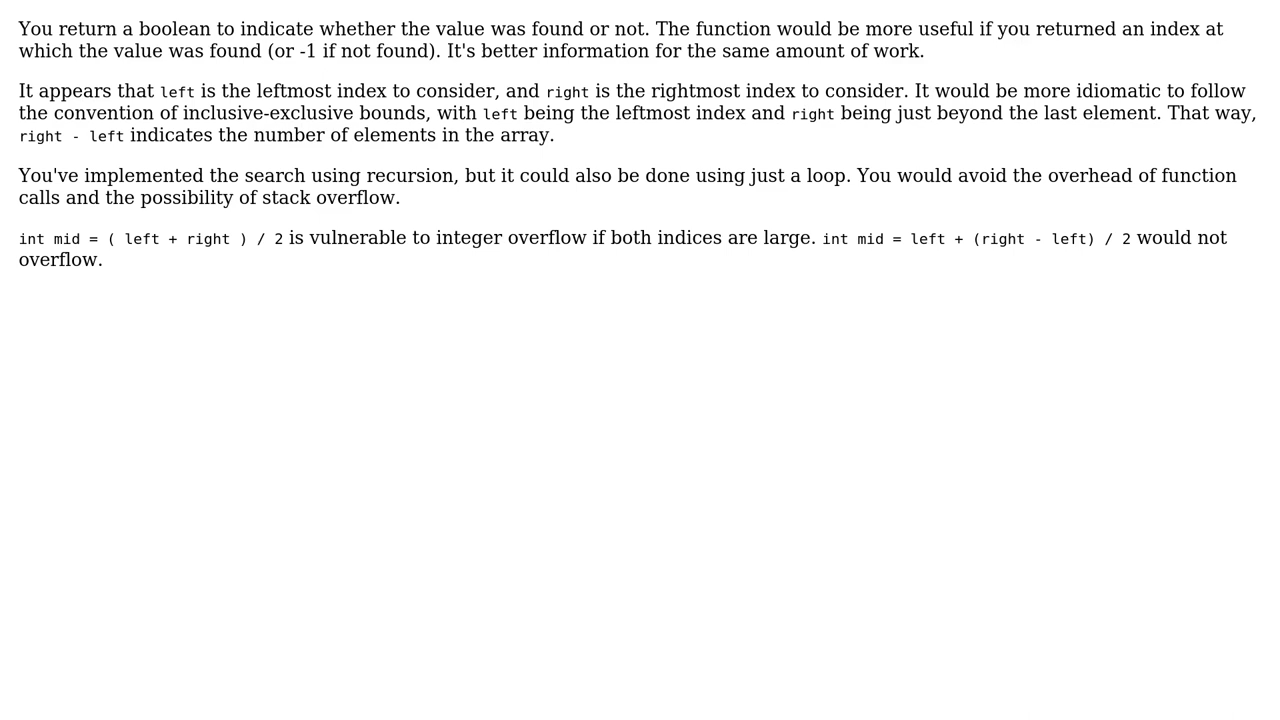 You return a boolean to indicate whether the value was found or not. The function would be more useful if you returned an index at
which the value was found (or -1 if not found). It's better information for the same amount of work.
It appears that left is the leftmost index to consider, and right is the rightmost index to consider. It would be more idiomatic to follow
the convention of inclusive-exclusive bounds, with left being the leftmost index and right being just beyond the last element. That way,
right - left indicates the number of elements in the array.
You've implemented the search using recursion, but it could also be done using just a loop. You would avoid the overhead of function
calls and the possibility of stack overflow.
int mid = ( left + right ) / 2 is vulnerable to integer overflow if both indices are large. int mid = left + (right - left) / 2 would not
overflow.